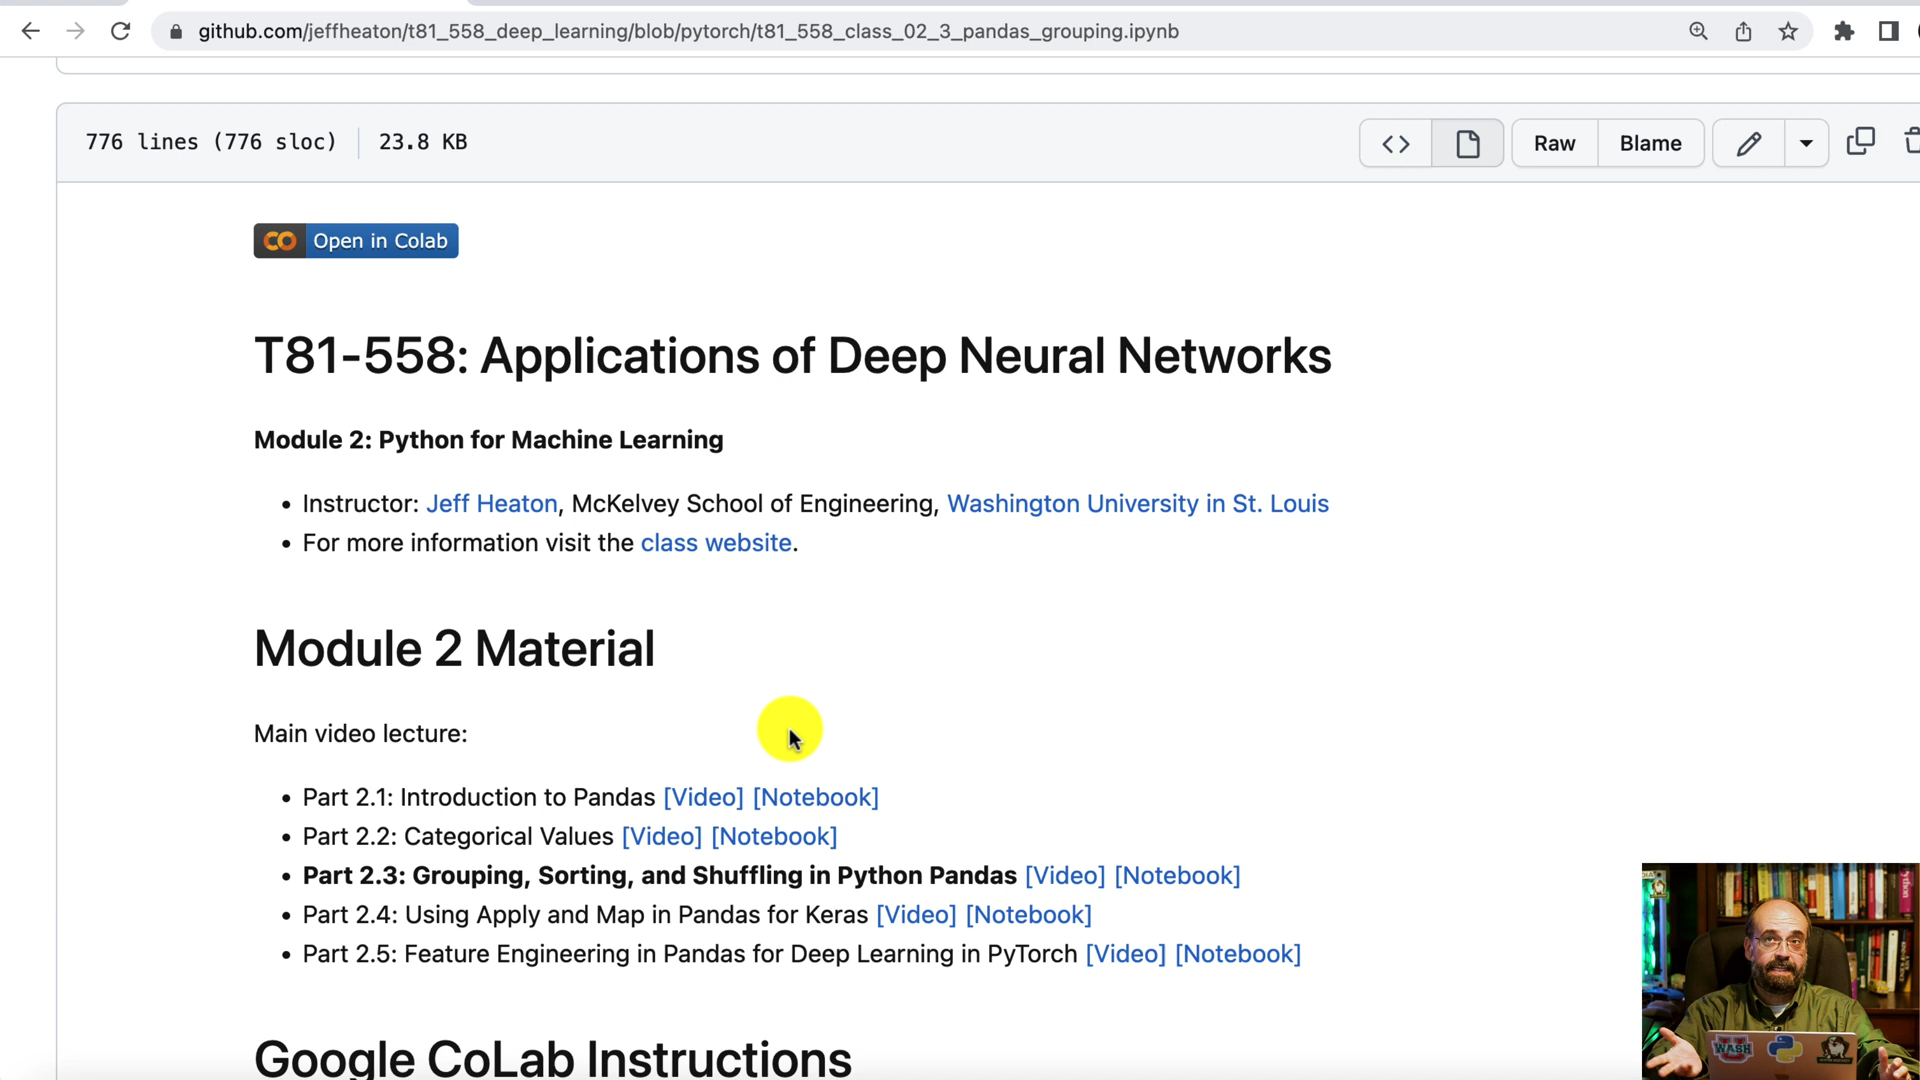 github.com/jeffheaton/t81_558_deep_learning/blob/pytorch/t81_558_class_02_3_pandas_grouping.ipynb
776 lines (776 sloc) 23.8 KB
Raw Blame
Open in Colab
T81-558: Applications of Deep Neural Networks
Module 2: Python for Machine Learning
• Instructor: Jeff Heaton, McKelvey School of Engineering, Washington University in St. Louis
• For more information visit the class website.
Module 2 Material
Main video lecture:
• Part 2.1: Introduction to Pandas [Video] [Notebook]
• Part 2.2: Categorical Values [Video] [Notebook]
• Part 2.3: Grouping, Sorting, and Shuffling in Python Pandas [Video] [Notebook]
• Part 2.4: Using Apply and Map in Pandas for Keras [Video] [Notebook]
• Part 2.5: Feature Engineering in Pandas for Deep Learning in PyTorch [Video] [Notebook]
Google CoLab Instructions
WASH